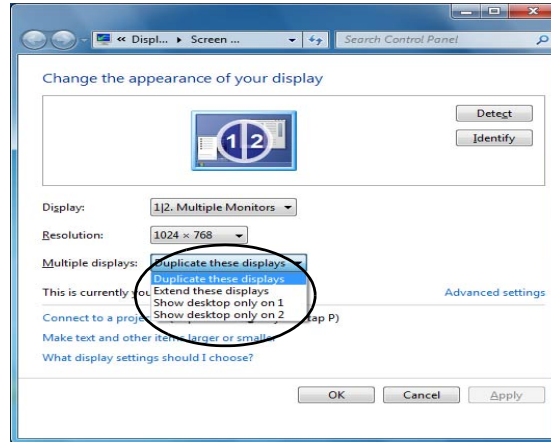 « Displ... ▸ Screen ...
Search Control Panel
Change the appearance of your display
1|2
Detect
Identify
Display: 1|2. Multiple Monitors
Resolution: 1024 × 768
Multiple displays: Duplicate these displays
Duplicate these displays
Extend these displays
Show desktop only on 1
Show desktop only on 2
This is currently you
Advanced settings
Connect to a proje tap P)
Make text and other items larger or smaller
What display settings should I choose?
OK Cancel Apply